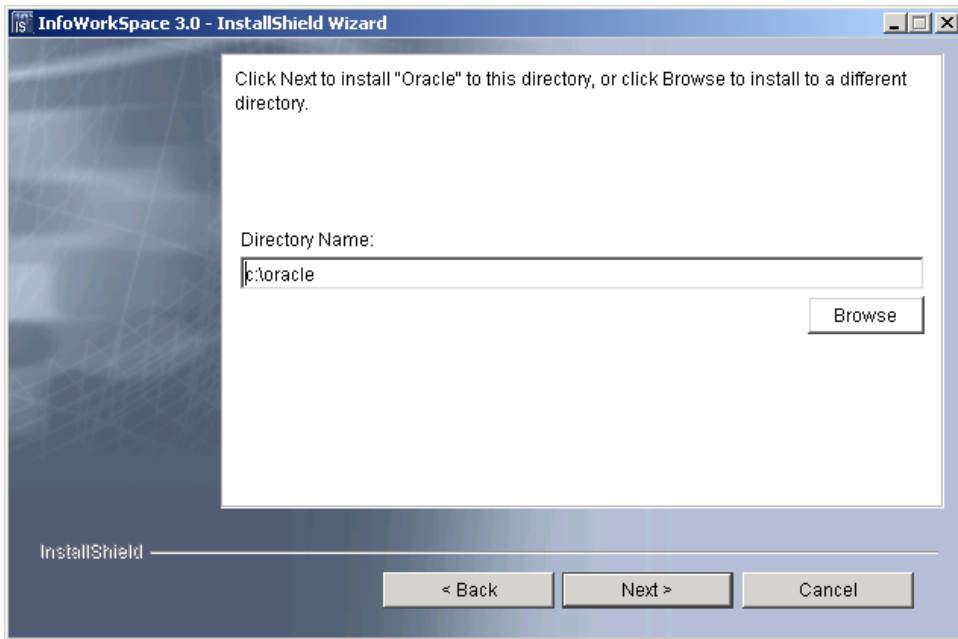 InfoWorkSpace 3.0 - InstallShield Wizard
Click Next to install "Oracle" to this directory, or click Browse to install to a different
directory.
Directory Name:
c:\oracle
Browse
InstallShield
< Back
Next >
Cancel